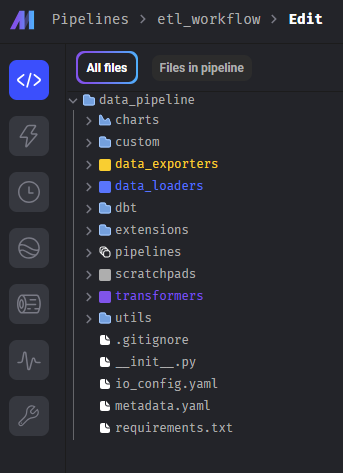 Pipelines > etl_workflow > Edit
All files Files in pipeline
data_pipeline
charts
custom
data_exporters
data_loaders
dbt
extensions
pipelines
scratchpads
transformers
utils
.gitignore
__init__.py
io_config.yaml
metadata.yaml
requirements.txt